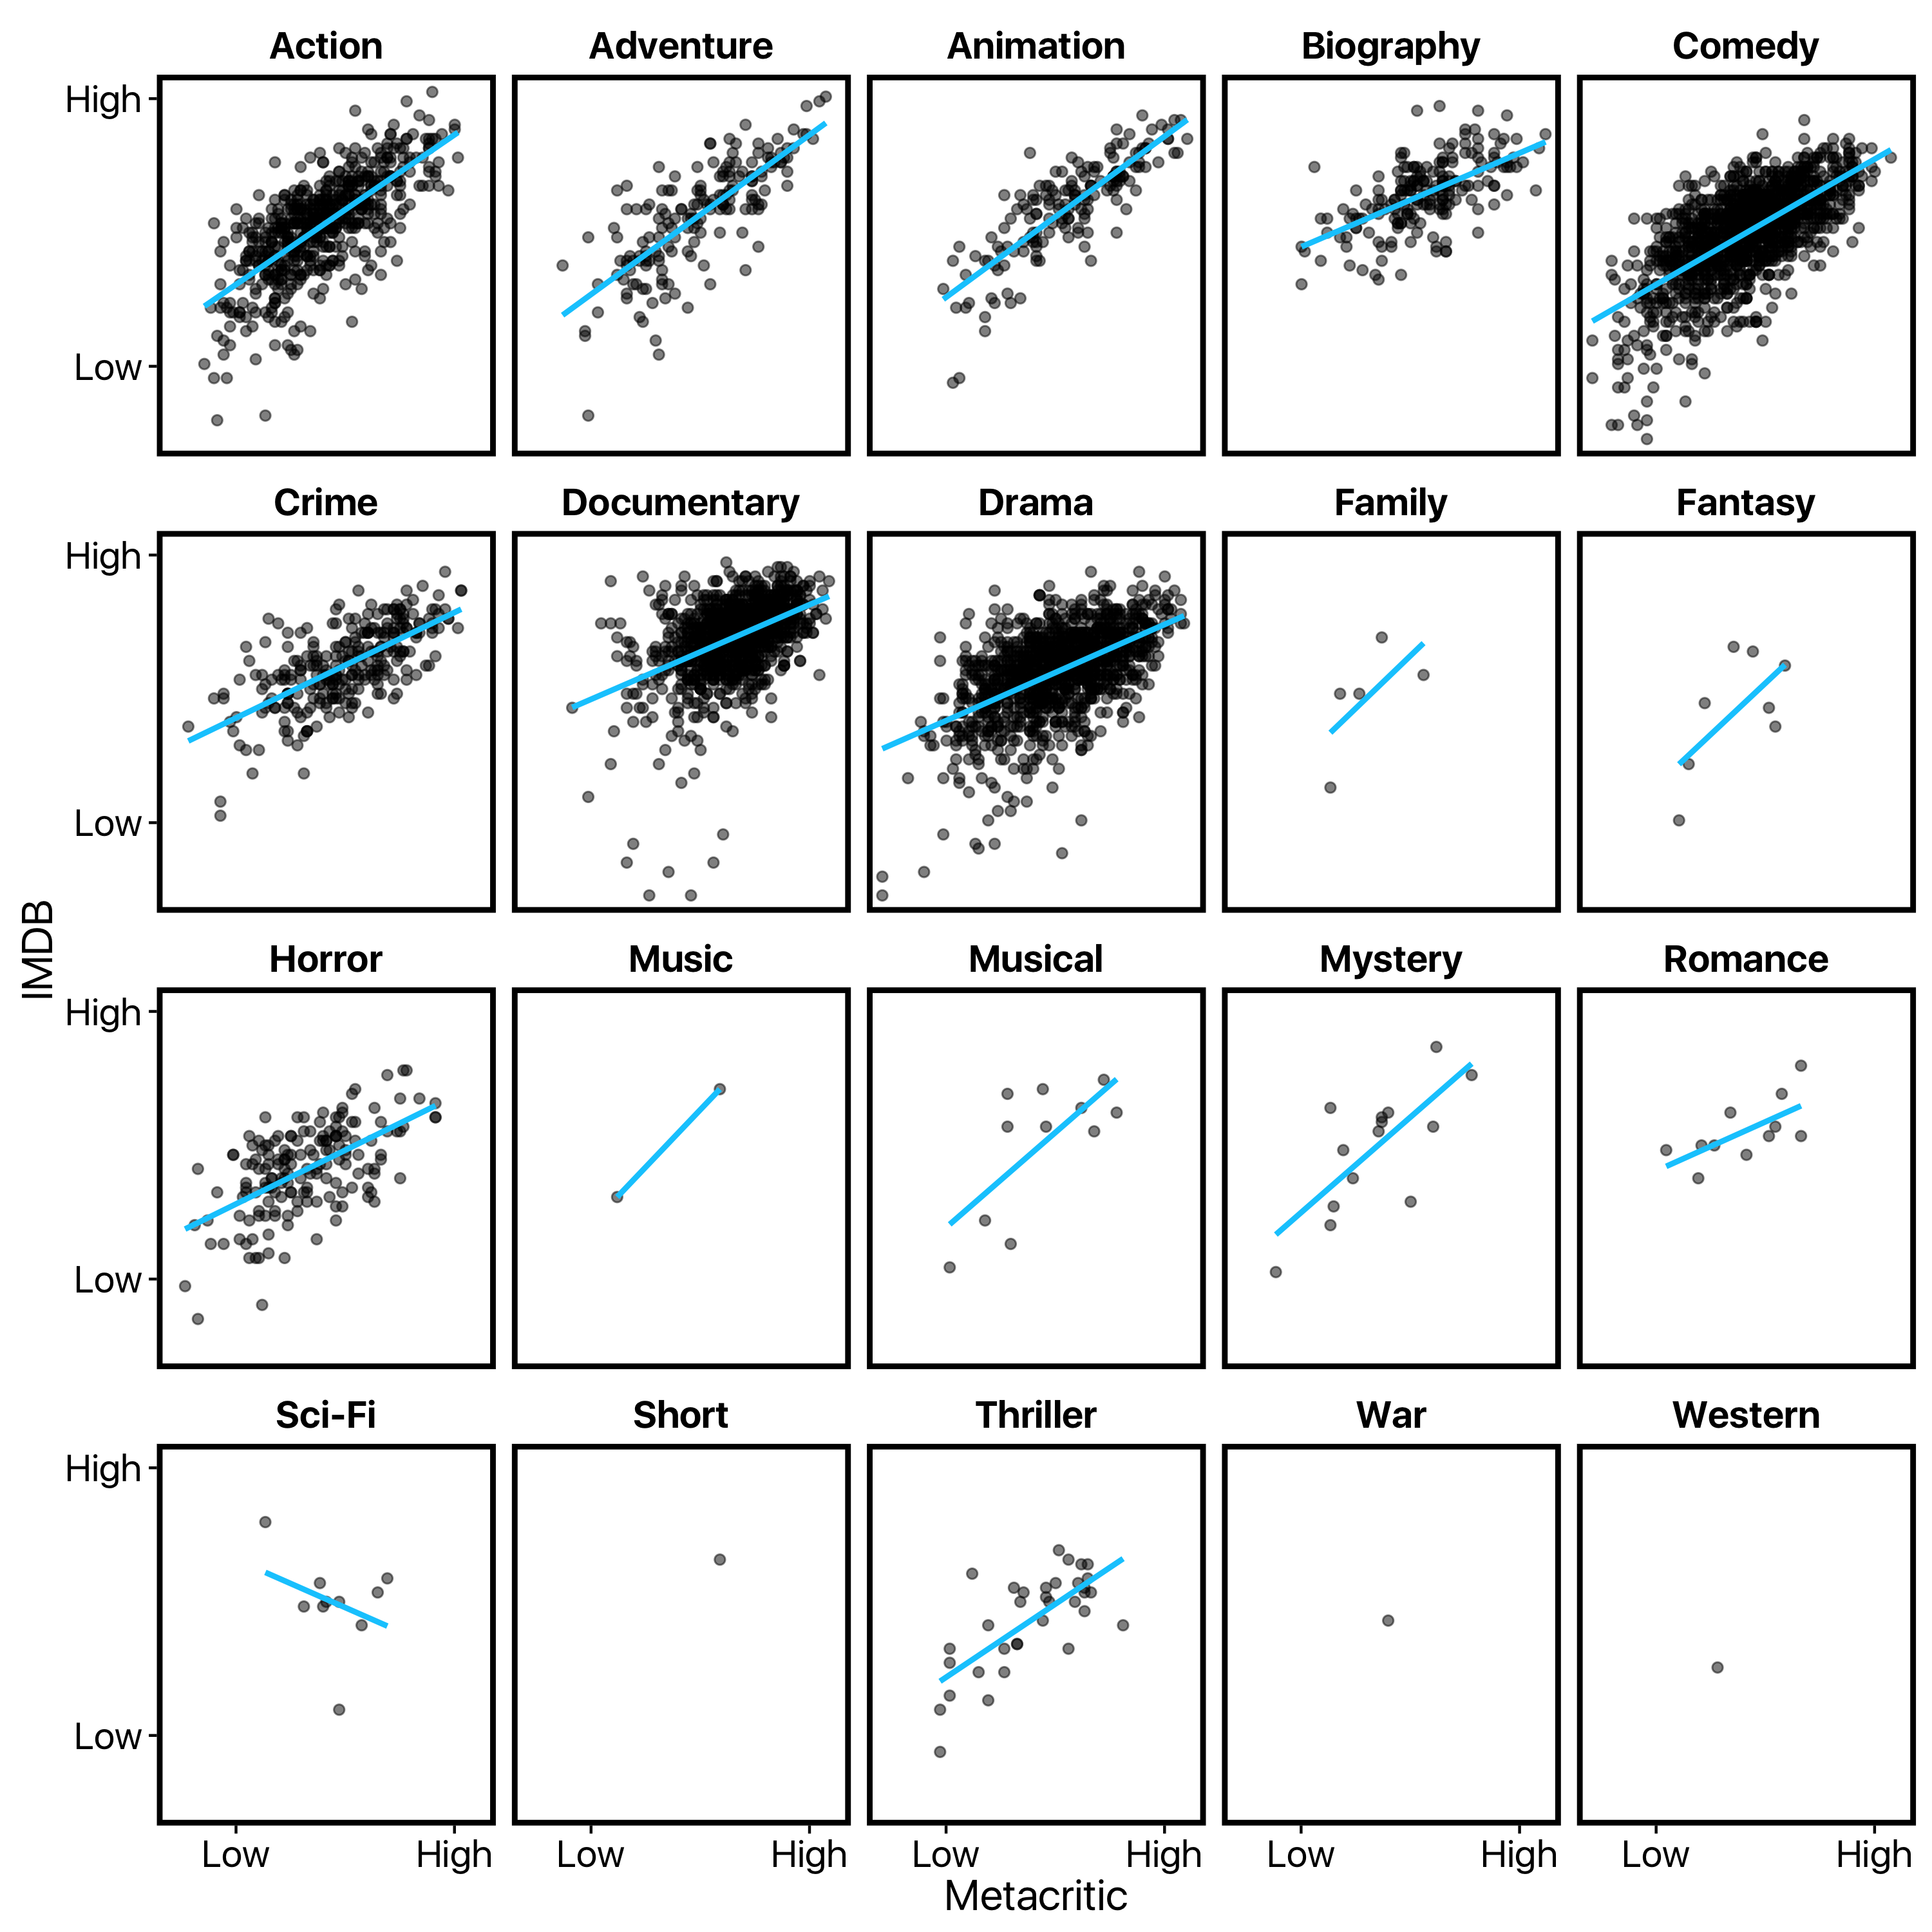 Action Adventure Animation Biography Comedy
High
Low
Crime Documentary Drama Family Fantasy
High
Low
IMDB
Horror Music Musical Mystery Romance
High
Low
Sci-Fi Short Thriller War Western
High
Low
Low High Low High Low High Low High Low High
Metacritic